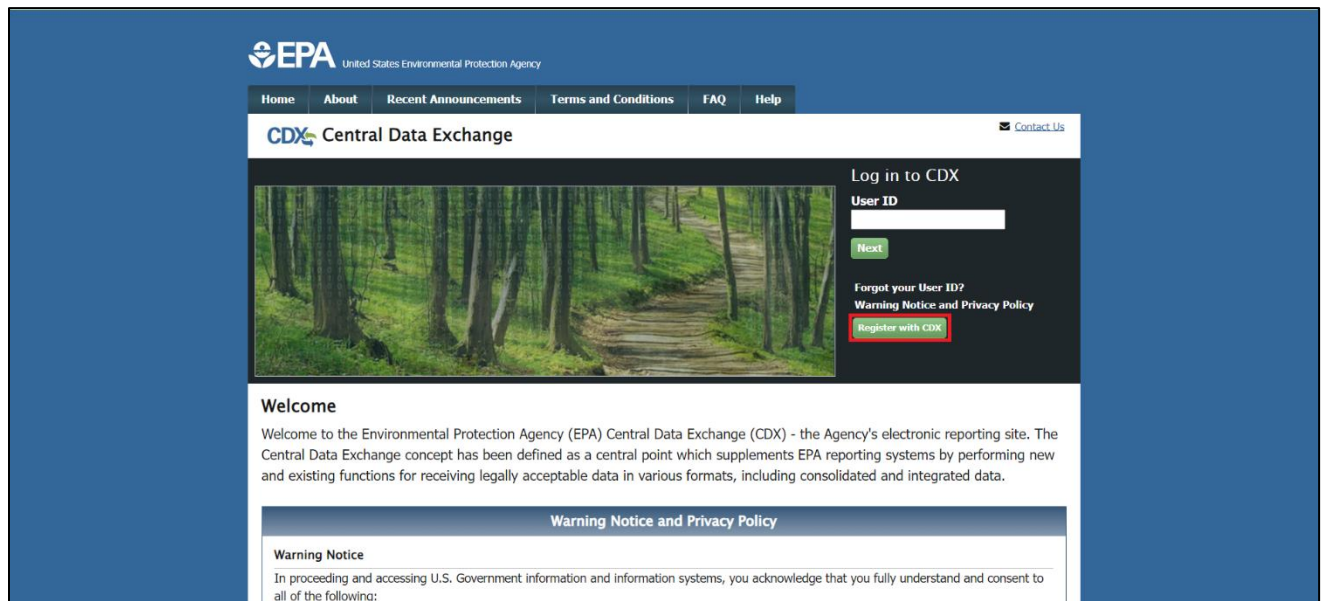 EPA United States Environmental Protection Agency
Home About Recent Announcements Terms and Conditions FAQ Help
CDX Central Data Exchange
Contact Us
Log in to CDX
User ID
Next
Forgot your User ID?
Warning Notice and Privacy Policy
Register with CDX
Welcome
Welcome to the Environmental Protection Agency (EPA) Central Data Exchange (CDX) - the Agency's electronic reporting site. The
Central Data Exchange concept has been defined as a central point which supplements EPA reporting systems by performing new
and existing functions for receiving legally acceptable data in various formats, including consolidated and integrated data.
Warning Notice and Privacy Policy
Warning Notice
In proceeding and accessing U.S. Government information and information systems, you acknowledge that you fully understand and consent to
all of the following: